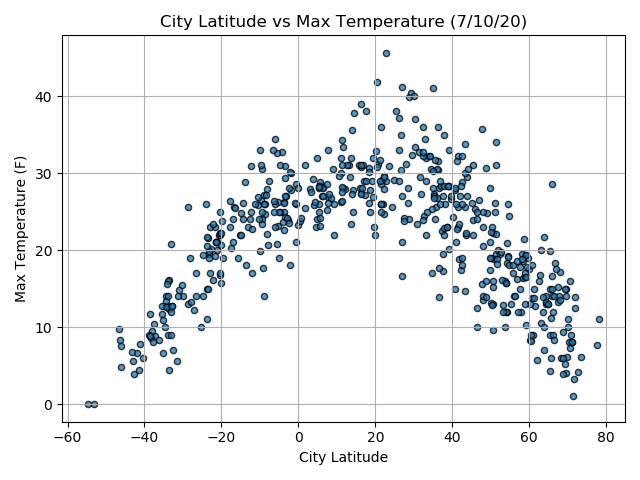 City Latitude vs Max Temperature (7/10/20)
Max Temperature (F)
40
30
20
10
0
−60 −40 −20 0 20 40 60 80
City Latitude